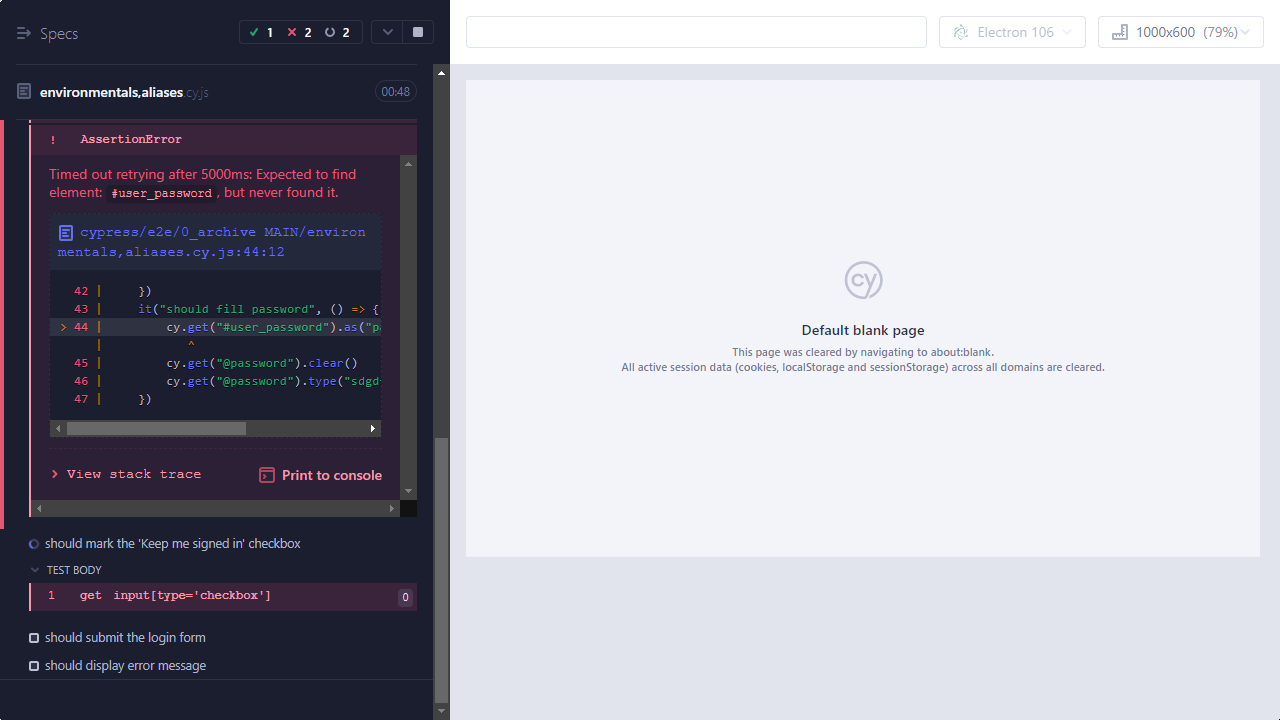 Specs
1 2 2
Electron 106
1000x600 (79%)
environmentals,aliases cy.js
00:48
! AssertionError
Timed out retrying after 5000ms: Expected to find
element: #user_password, but never found it.
cypress/e2e/0_archive MAIN/environ
mentals,aliases.cy.js:44:12
42 | })
43 | it("should fill password", () => {
> 44 | cy.get("#user_password").as("pa
| ^
45 | cy.get("@password").clear()
46 | cy.get("@password").type("sdgd
47 | })
> View stack trace
Print to console
should mark the 'Keep me signed in' checkbox
TEST BODY
1 get input[type='checkbox'] 0
should submit the login form
should display error message
cy
Default blank page
This page was cleared by navigating to about:blank.
All active session data (cookies, localStorage and sessionStorage) across all domains are cleared.